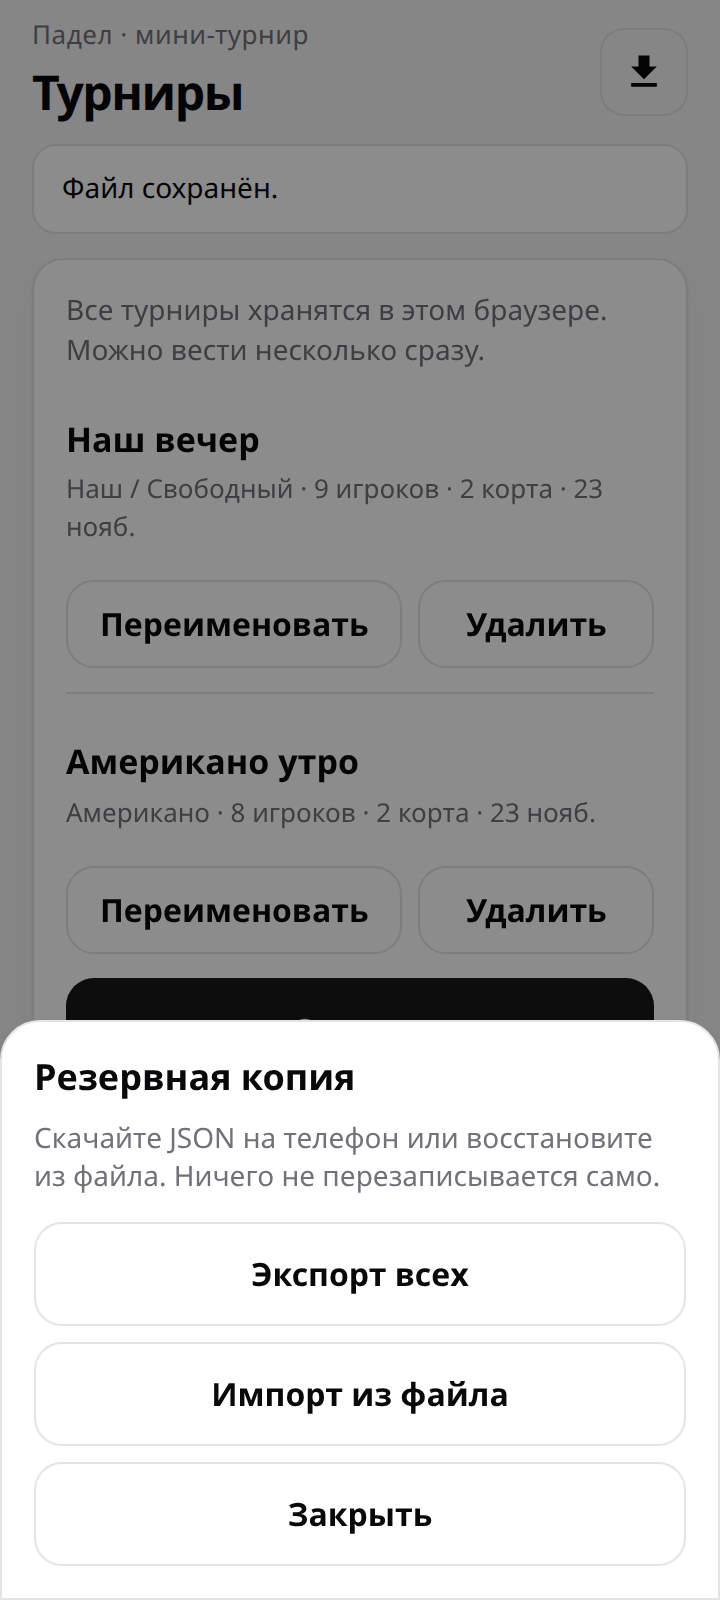 Падел · мини-турнир
Турниры
Файл сохранён.
Все турниры хранятся в этом браузере.
Можно вести несколько сразу.
Наш вечер
Наш / Свободный · 9 игроков · 2 корта · 23
нояб.
Переименовать
Удалить
Американо утро
Американо · 8 игроков · 2 корта · 23 нояб.
Переименовать
Удалить
Резервная копия
Скачайте JSON на телефон или восстановите
из файла. Ничего не перезаписывается само.
Экспорт всех
Импорт из файла
Закрыть